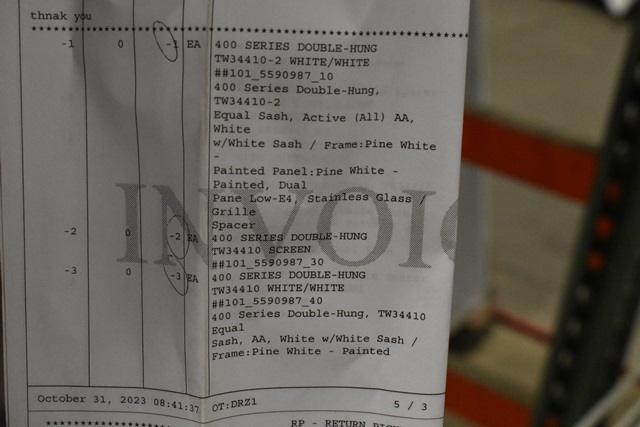 thnak you
******************************************************
-1 0 -1 EA 400 SERIES DOUBLE-HUNG
TW34410-2 WHITE/WHITE
##101_5590987_10
400 Series Double-Hung,
TW34410-2
Equal Sash, Active (All) AA,
White
w/White Sash / Frame:Pine White
-
Painted Panel:Pine White -
Painted, Dual
Pane Low-E4, Stainless Glass /
Grille
Spacer
-2 0 -2 EA 400 SERIES DOUBLE-HUNG
TW34410 SCREEN
##101_5590987_30
-3 0 -3 EA 400 SERIES DOUBLE-HUNG
TW34410 WHITE/WHITE
##101_5590987_40
400 Series Double-Hung, TW34410
Equal
Sash, AA, White w/White Sash /
Frame:Pine White - Painted
INVOIC
October 31, 2023 08:41:37 OT:DRZ1 5 / 3
******************** RP - RETURN